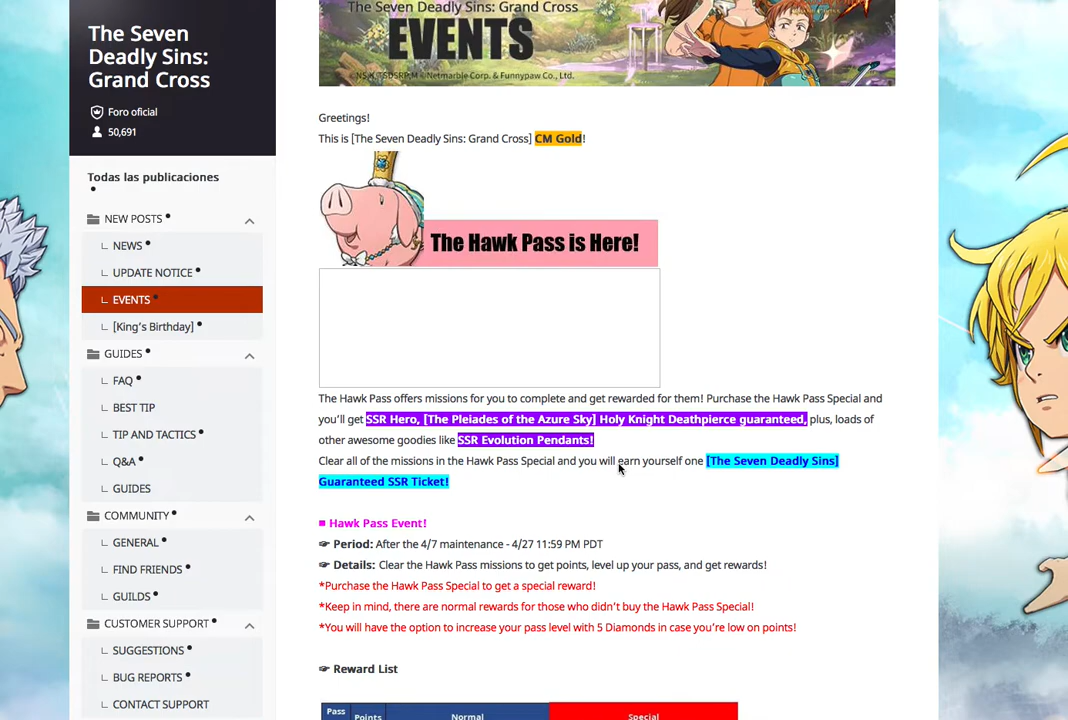 The Seven Deadly Sins: Grand Cross
EVENTS
©NS,K,TSDSRP,M ©Netmarble Corp. & Funnypaw Co., Ltd.
The Seven
Deadly Sins:
Grand Cross
Foro oficial
50,691
Todas las publicaciones
NEW POSTS
NEWS
UPDATE NOTICE
EVENTS
[King's Birthday]
GUIDES
FAQ
BEST TIP
TIP AND TACTICS
Q&A
GUIDES
COMMUNITY
GENERAL
FIND FRIENDS
GUILDS
CUSTOMER SUPPORT
SUGGESTIONS
BUG REPORTS
CONTACT SUPPORT
Greetings!
This is [The Seven Deadly Sins: Grand Cross] CM Gold!
The Hawk Pass is Here!
The Hawk Pass offers missions for you to complete and get rewarded for them! Purchase the Hawk Pass Special and
you'll get SSR Hero, [The Pleiades of the Azure Sky] Holy Knight Deathpierce guaranteed, plus, loads of
other awesome goodies like SSR Evolution Pendants!
Clear all of the missions in the Hawk Pass Special and you will earn yourself one [The Seven Deadly Sins]
Guaranteed SSR Ticket!
■ Hawk Pass Event!
☞ Period: After the 4/7 maintenance - 4/27 11:59 PM PDT
☞ Details: Clear the Hawk Pass missions to get points, level up your pass, and get rewards!
*Purchase the Hawk Pass Special to get a special reward!
*Keep in mind, there are normal rewards for those who didn't buy the Hawk Pass Special!
*You will have the option to increase your pass level with 5 Diamonds in case you're low on points!
☞ Reward List
Pass Points Normal Special